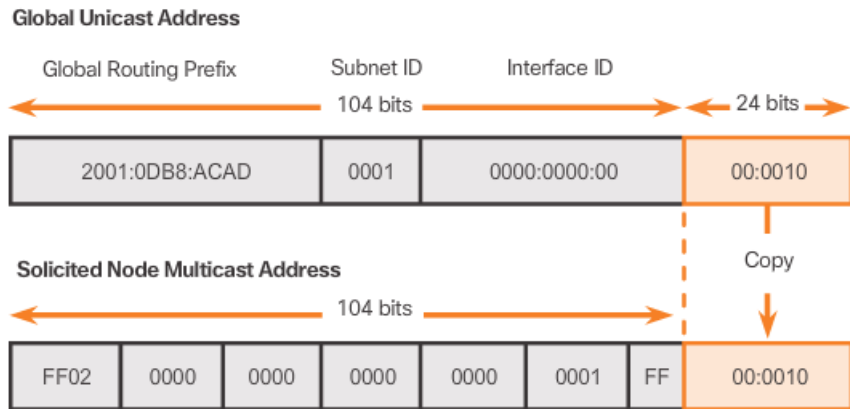 Global Unicast Address
Global Routing Prefix Subnet ID Interface ID
104 bits 24 bits
2001:0DB8:ACAD 0001 0000:0000:00 00:0010
Copy
Solicited Node Multicast Address
104 bits
FF02 0000 0000 0000 0000 0001 FF 00:0010